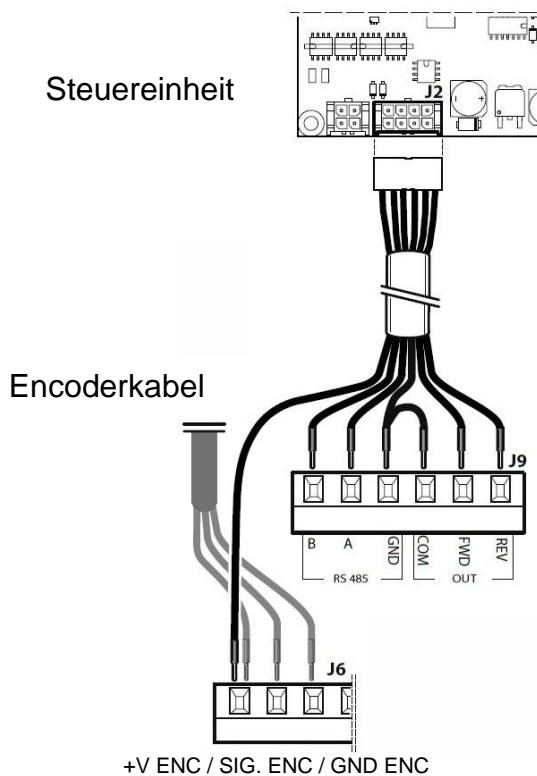 Steuereinheit
J2
Encoderkabel
J9
B A GND COM FWD REV
RS 485 OUT
J6
+V ENC / SIG. ENC / GND ENC